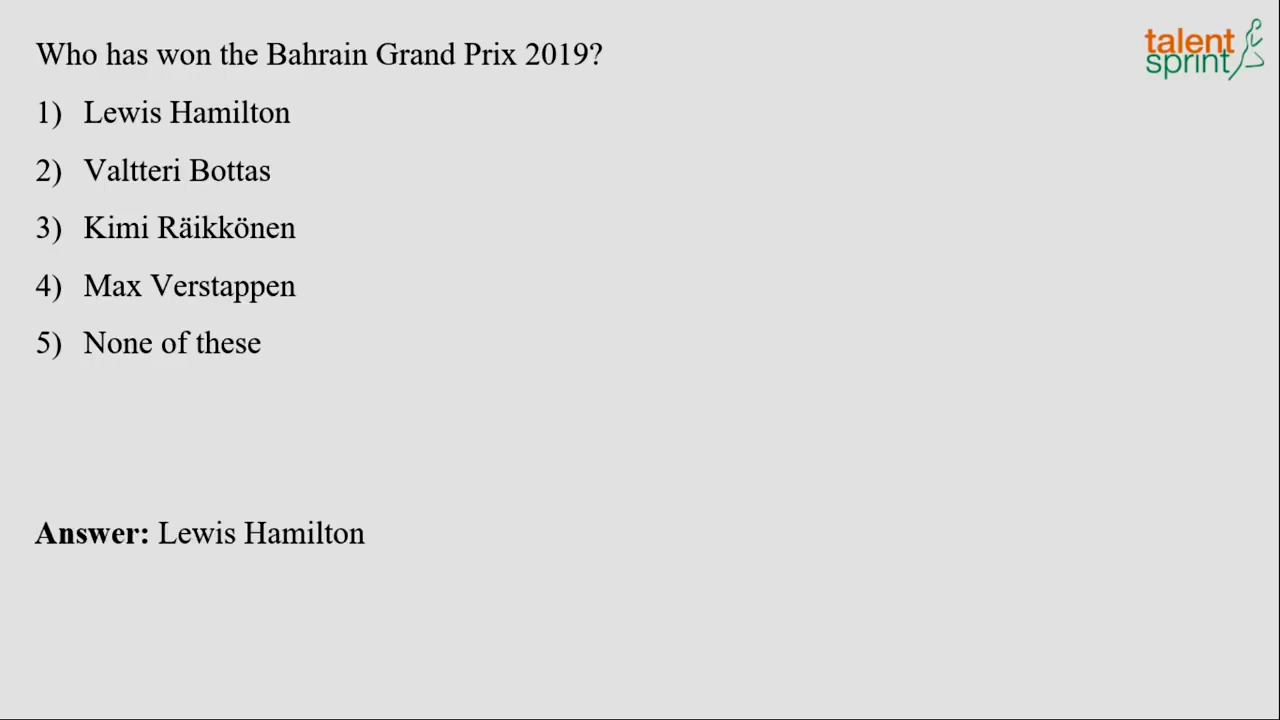 Who has won the Bahrain Grand Prix 2019?
1) Lewis Hamilton
2) Valtteri Bottas
3) Kimi Räikkönen
4) Max Verstappen
5) None of these
Answer: Lewis Hamilton
talent
sprint